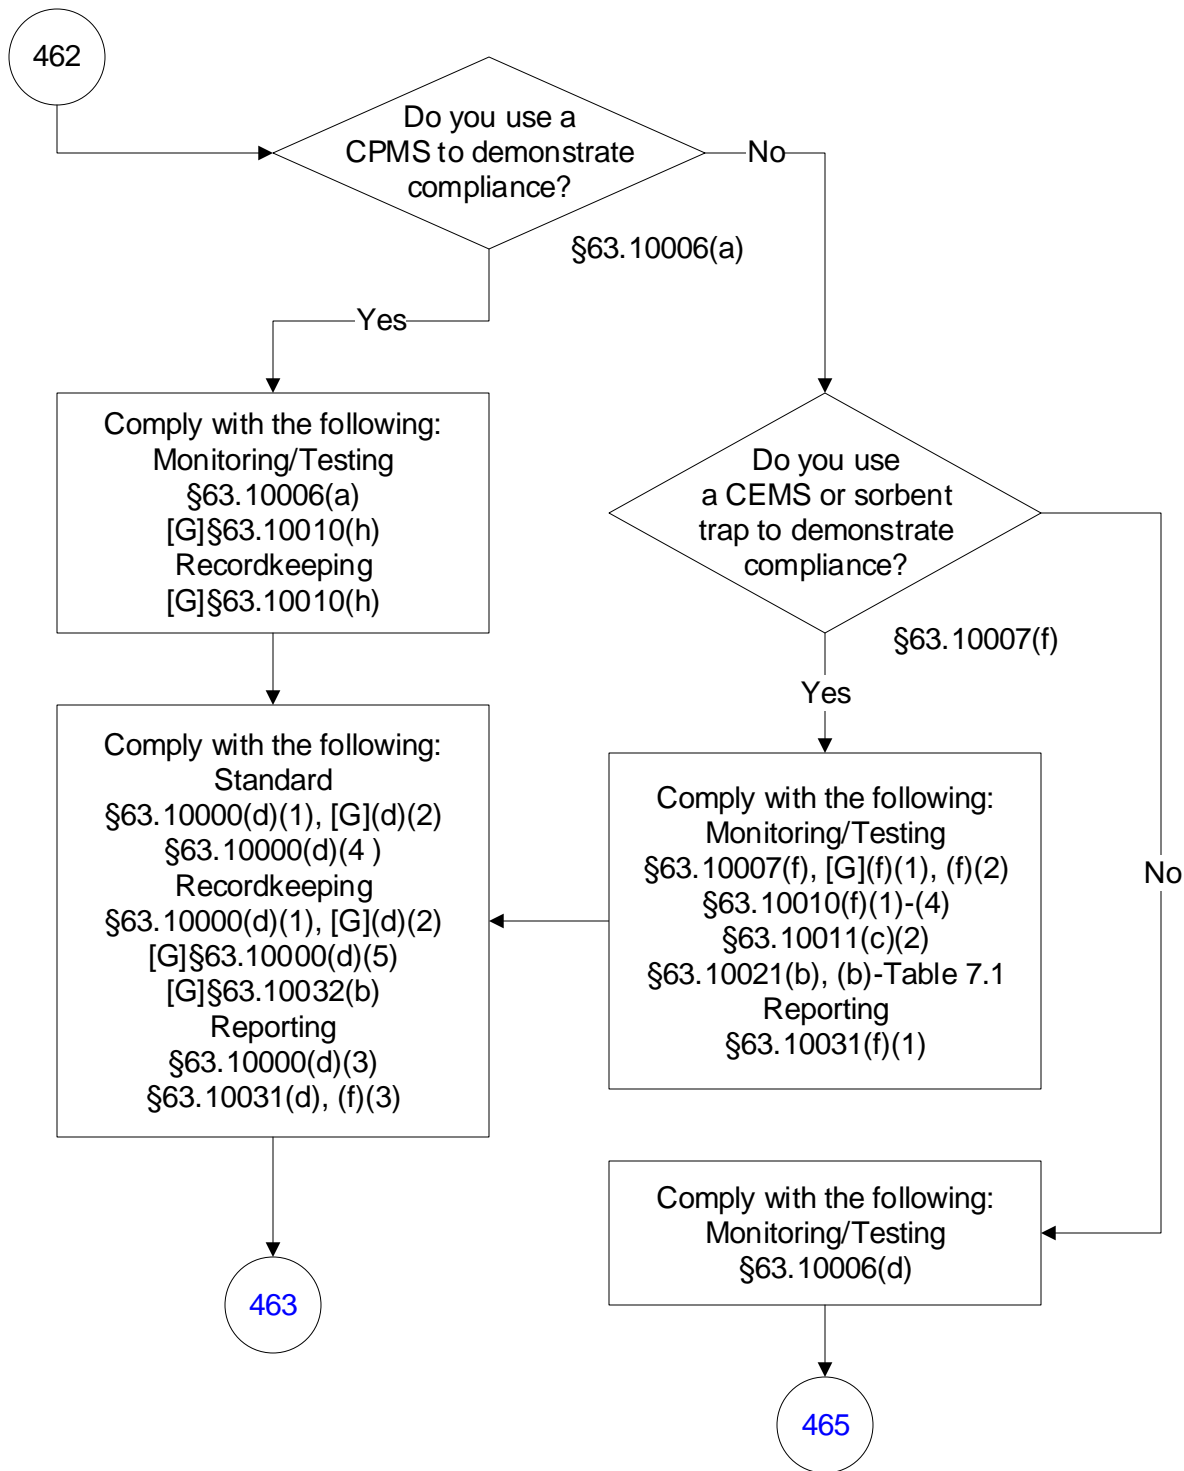 462
Do you use a
CPMS to demonstrate
compliance?
No
§63.10006(a)
Yes
Comply with the following:
Monitoring/Testing
§63.10006(a)
[G]§63.10010(h)
Recordkeeping
[G]§63.10010(h)
Do you use
a CEMS or sorbent
trap to demonstrate
compliance?
§63.10007(f)
Yes
No
Comply with the following:
Standard
§63.10000(d)(1), [G](d)(2)
§63.10000(d)(4 )
Recordkeeping
§63.10000(d)(1), [G](d)(2)
[G]§63.10000(d)(5)
[G]§63.10032(b)
Reporting
§63.10000(d)(3)
§63.10031(d), (f)(3)
Comply with the following:
Monitoring/Testing
§63.10007(f), [G](f)(1), (f)(2)
§63.10010(f)(1)-(4)
§63.10011(c)(2)
§63.10021(b), (b)-Table 7.1
Reporting
§63.10031(f)(1)
Comply with the following:
Monitoring/Testing
§63.10006(d)
463
465